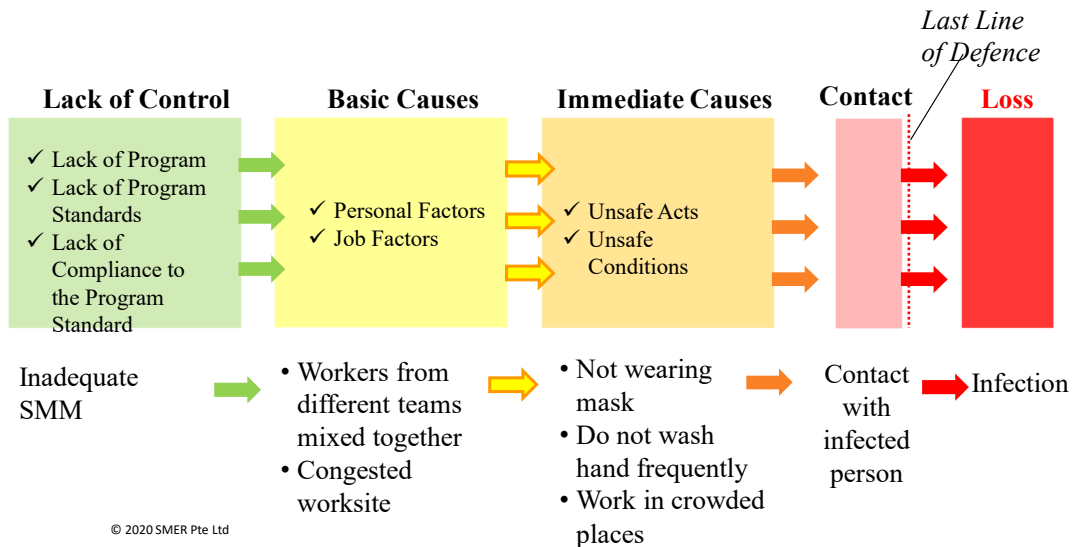 Last Line
of Defence
Lack of Control
Basic Causes
Immediate Causes
Contact
Loss
✓ Lack of Program
✓ Lack of Program
Standards
✓ Lack of
Compliance to
the Program
Standard
✓ Personal Factors
✓ Job Factors
✓ Unsafe Acts
✓ Unsafe
Conditions
Inadequate
SMM
• Workers from
different teams
mixed together
• Congested
worksite
• Not wearing
mask
• Do not wash
hand frequently
• Work in crowded
places
Contact
with
infected
person
Infection
© 2020 SMER Pte Ltd